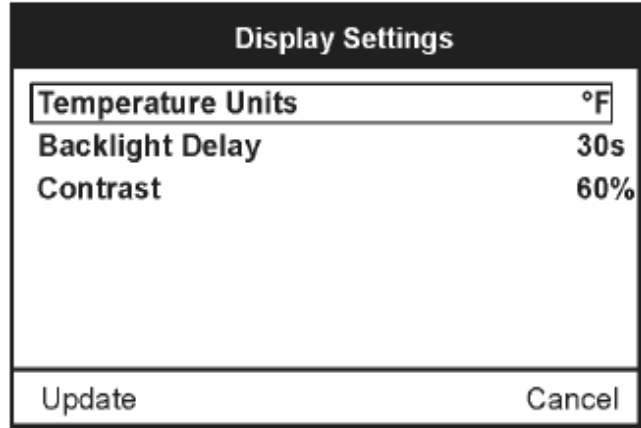 Display Settings
Temperature Units °F
Backlight Delay 30s
Contrast 60%
Update Cancel